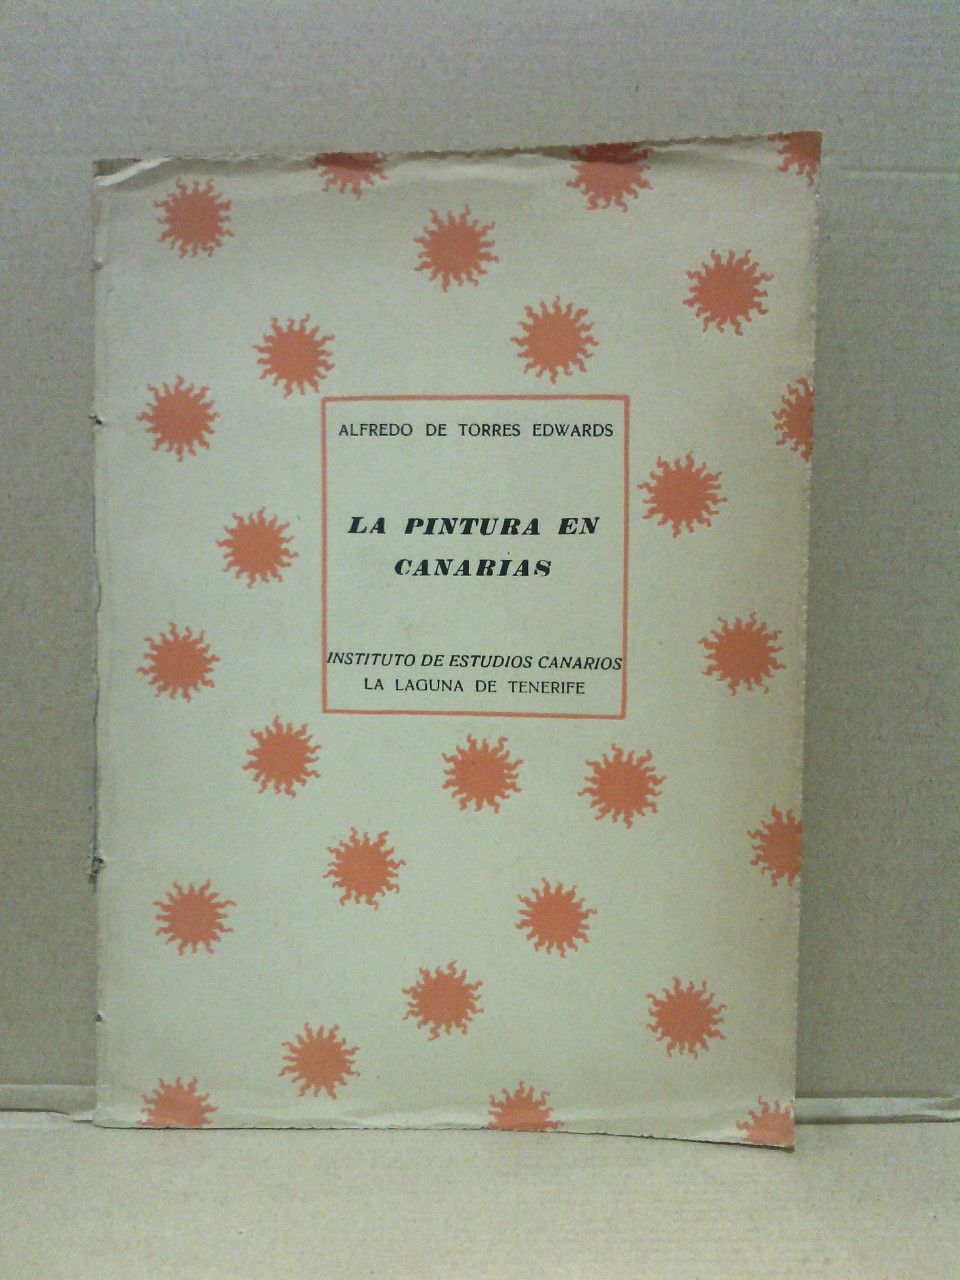 ALFREDO DE TORRES EDWARDS
LA PINTURA EN
CANARIAS
INSTITUTO DE ESTUDIOS CANARIOS
LA LAGUNA DE TENERIFE